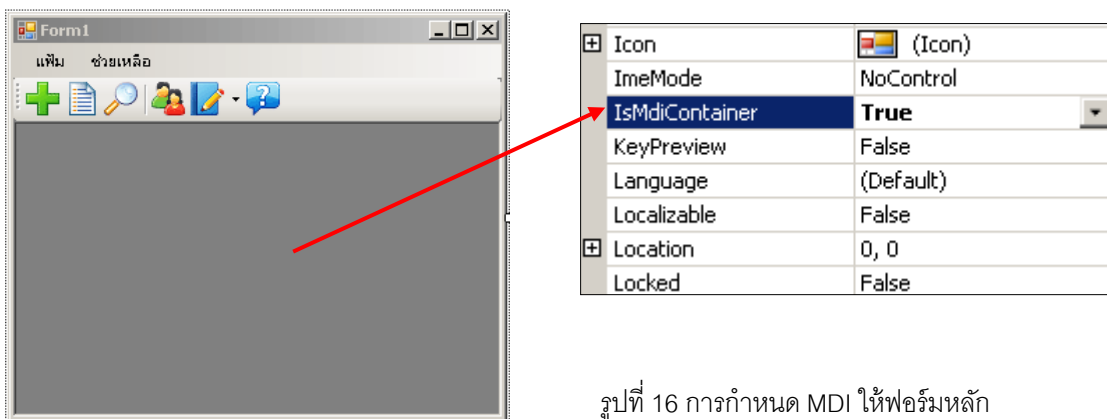 Form1
แฟ้ม ช่วยเหลือ
Icon (Icon)
ImeMode NoControl
IsMdiContainer True
KeyPreview False
Language (Default)
Localizable False
Location 0, 0
Locked False
รูปที่ 16 การกำหนด MDI ให้ฟอร์มหลัก